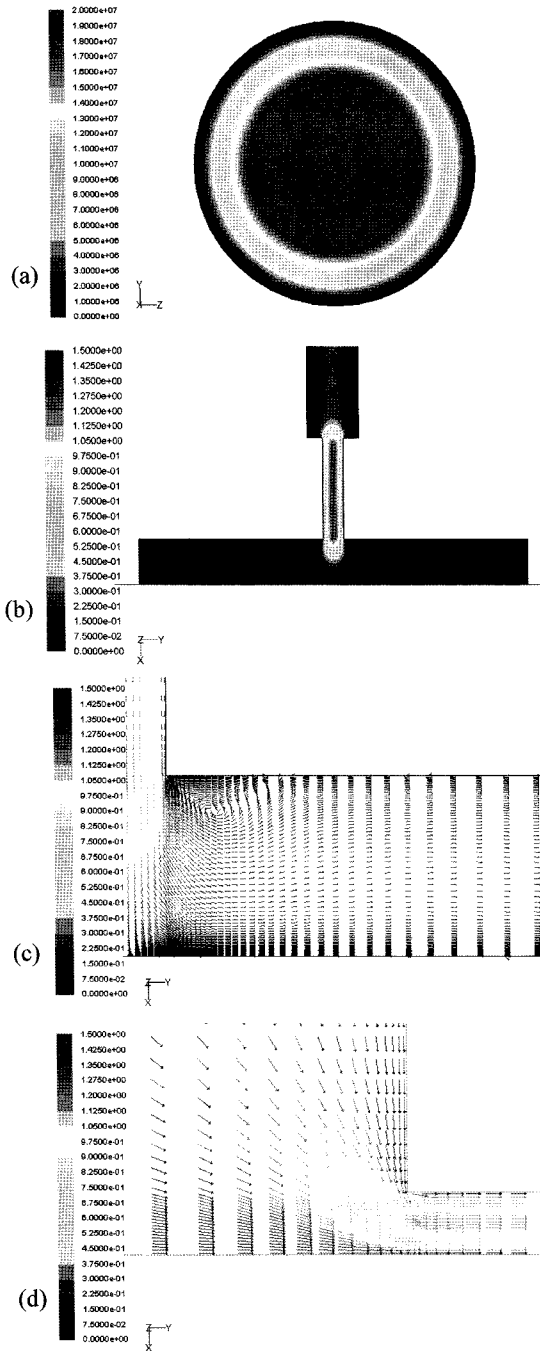 2.0000e+07
1.9000e+07
1.8000e+07
1.7000e+07
1.6000e+07
1.5000e+07
1.4000e+07
1.3000e+07
1.2000e+07
1.1000e+07
1.0000e+07
9.0000e+06
8.0000e+06
7.0000e+06
6.0000e+06
5.0000e+06
4.0000e+06
3.0000e+06
2.0000e+06
1.0000e+06
0.0000e+00
(a)
Y
X Z
1.5000e+00
1.4250e+00
1.3500e+00
1.2750e+00
1.2000e+00
1.1250e+00
1.0500e+00
9.7500e-01
9.0000e-01
8.2500e-01
7.5000e-01
6.7500e-01
6.0000e-01
5.2500e-01
4.5000e-01
3.7500e-01
3.0000e-01
2.2500e-01
1.5000e-01
7.5000e-02
0.0000e+00
(b)
Z Y
X
1.5000e+00
1.4250e+00
1.3500e+00
1.2750e+00
1.2000e+00
1.1250e+00
1.0500e+00
9.7500e-01
9.0000e-01
8.2500e-01
7.5000e-01
6.7500e-01
6.0000e-01
5.2500e-01
4.5000e-01
3.7500e-01
3.0000e-01
2.2500e-01
1.5000e-01
7.5000e-02
0.0000e+00
(c)
Z Y
X
1.5000e+00
1.4250e+00
1.3500e+00
1.2750e+00
1.2000e+00
1.1250e+00
1.0500e+00
9.7500e-01
9.0000e-01
8.2500e-01
7.5000e-01
6.7500e-01
6.0000e-01
5.2500e-01
4.5000e-01
3.7500e-01
3.0000e-01
2.2500e-01
1.5000e-01
7.5000e-02
0.0000e+00
(d)
Z Y
X